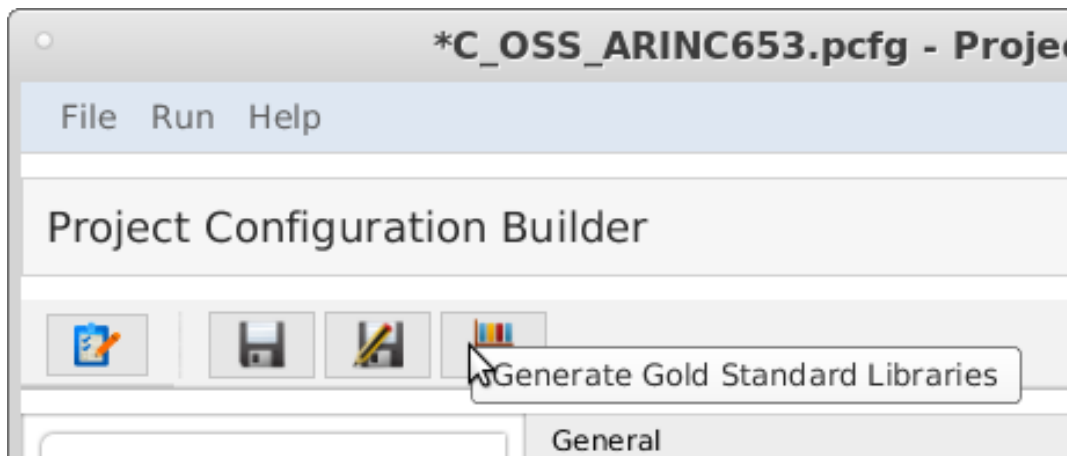 *C_OSS_ARINC653.pcfg - Proje
File Run Help
Project Configuration Builder
Generate Gold Standard Libraries
General